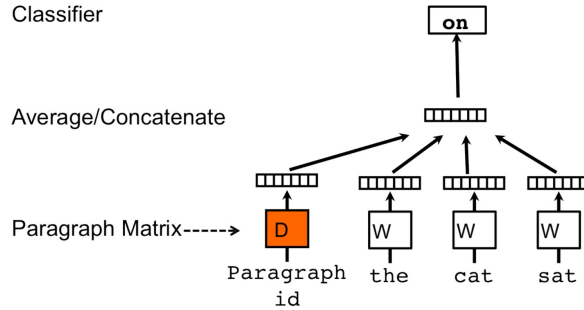 Classifier
on
Average/Concatenate
Paragraph Matrix
D
W
W
W
Paragraph
id
the
cat
sat